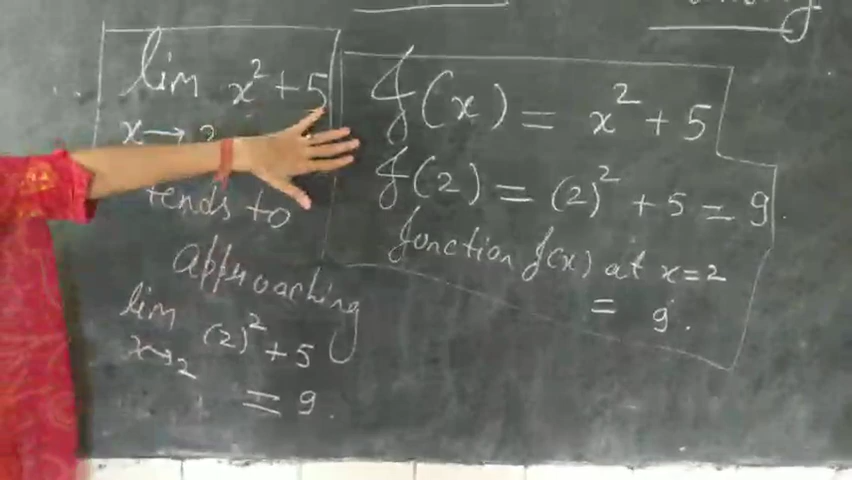 lim x² + 5
x → 2
tends to
approaching
lim (2)² + 5
x→2
= 9.
f(x) = x² + 5
f(2) = (2)² + 5 = 9.
fonction f(x) at x = 2
= 9.